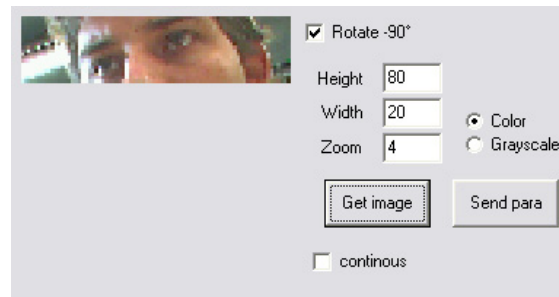 Rotate -90°
Height 80
Width 20
Zoom 4
Color
Grayscale
Get image
Send para
continous